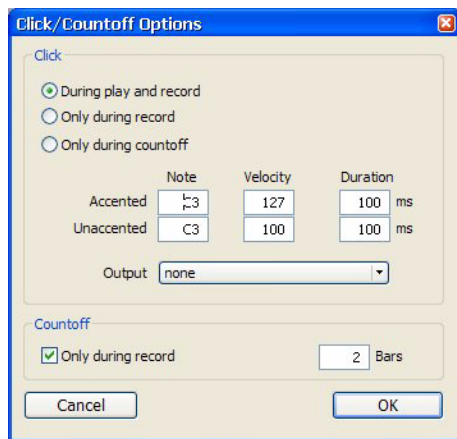 Click/Countoff Options
Click
During play and record
Only during record
Only during countoff
Note Velocity Duration
Accented C3 127 100 ms
Unaccented C3 100 100 ms
Output none
Countoff
Only during record 2 Bars
Cancel OK